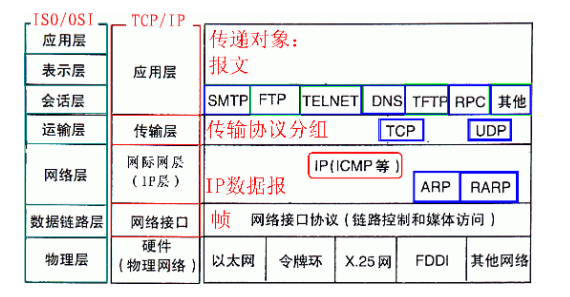 ISO/OSI TCP/IP
应用层 传递对象：
表示层 应用层 报文
会话层 SMTP FTP TELNET DNS TFTP RPC 其他
运输层 传输层 传输协议分组 TCP UDP
网络层 网际网层 IP(ICMP等)
(IP层) IP数据报 ARP RARP
数据链路层 网络接口 帧 网络接口协议(链路控制和媒体访问)
物理层 硬件 以太网 令牌环 X.25网 FDDI 其他网络
(物理网络)